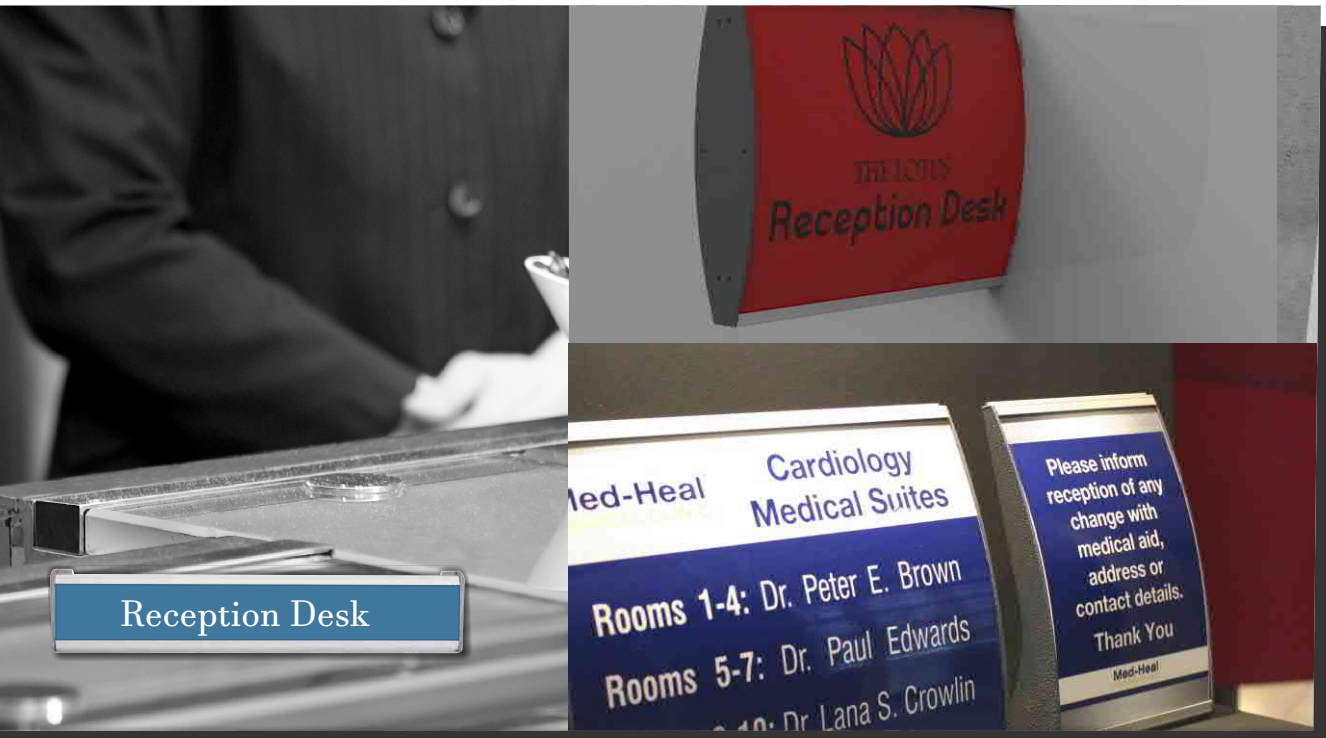 Reception Desk
THE LOTUS
Reception Desk
Med-Heal
Cardiology
Medical Suites
Rooms 1-4: Dr. Peter E. Brown
Rooms 5-7: Dr. Paul Edwards
Dr. Lana S. Crowlin
Please inform
reception of any
change with
medical aid,
address or
contact details.
Thank You
Med-Heal